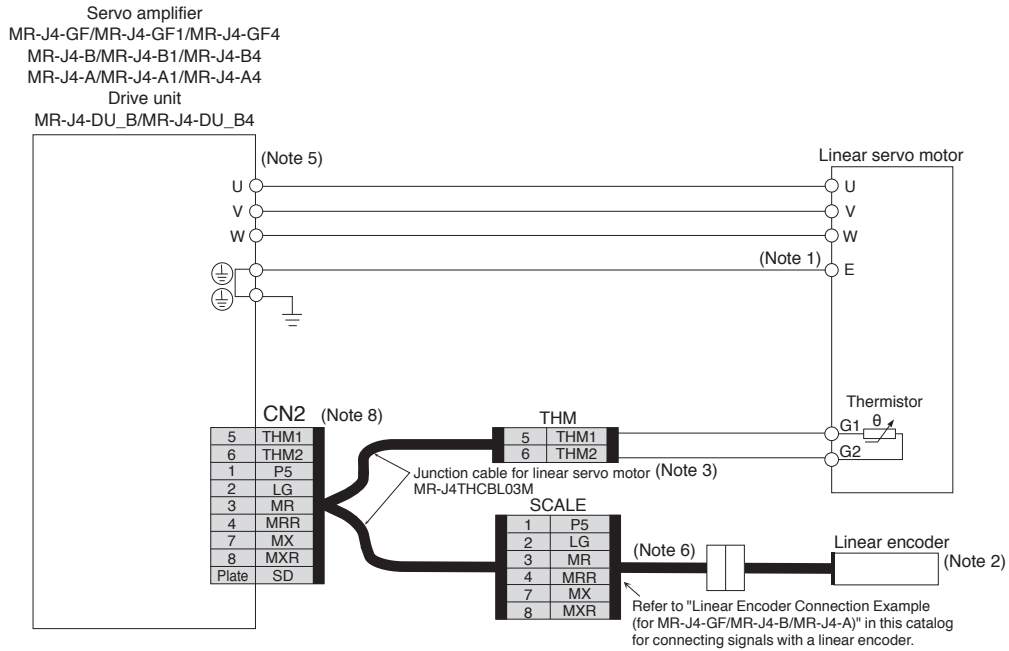 Servo amplifier
MR-J4-GF/MR-J4-GF1/MR-J4-GF4
MR-J4-B/MR-J4-B1/MR-J4-B4
MR-J4-A/MR-J4-A1/MR-J4-A4
Drive unit
MR-J4-DU_B/MR-J4-DU_B4
(Note 5)
Linear servo motor
U U
V V
W W
(Note 1)
E
CN2 (Note 8)
5 THM1
6 THM2
1 P5
2 LG
3 MR
4 MRR
7 MX
8 MXR
Plate SD
THM
5 THM1
6 THM2
Thermistor
G1 θ
G2
Junction cable for linear servo motor (Note 3)
MR-J4THCBL03M
SCALE
1 P5
2 LG
3 MR
4 MRR
7 MX
8 MXR
(Note 6)
Linear encoder
(Note 2)
Refer to "Linear Encoder Connection Example
(for MR-J4-GF/MR-J4-B/MR-J4-A)" in this catalog
for connecting signals with a linear encoder.